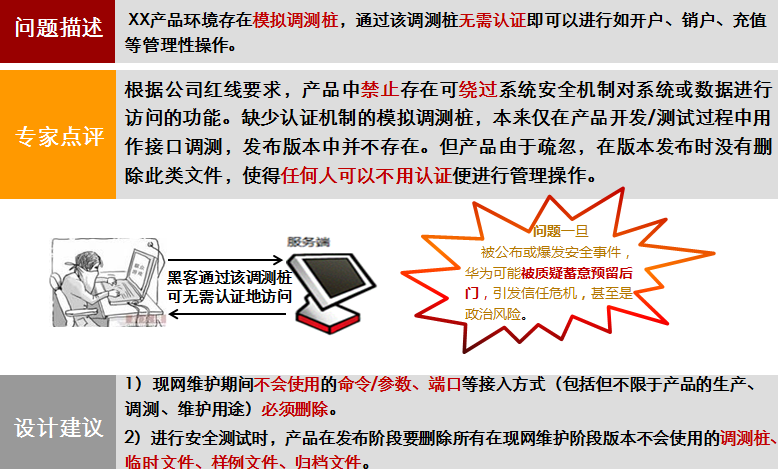 问题描述
XX产品环境存在模拟调测桩，通过该调测桩无需认证即可以进行如开户、销户、充值
等管理性操作。
专家点评
根据公司红线要求，产品中禁止存在可绕过系统安全机制对系统或数据进行
访问的功能。缺少认证机制的模拟调测桩，本来仅在产品开发/测试过程中用
作接口调测，发布版本中并不存在。但产品由于疏忽，在版本发布时没有删
除此类文件，使得任何人可以不用认证便进行管理操作。
服务端
黑客通过该调测桩
可无需认证地访问
问题一旦
被公布或爆发安全事件，
华为可能被质疑蓄意预留后
门，引发信任危机，甚至是
政治风险。
设计建议
1）现网维护期间不会使用的命令/参数、端口等接入方式（包括但不限于产品的生产、
调测、维护用途）必须删除。
2）进行安全测试时，产品在发布阶段要删除所有在现网维护阶段版本不会使用的调测桩、
临时文件、样例文件、归档文件。